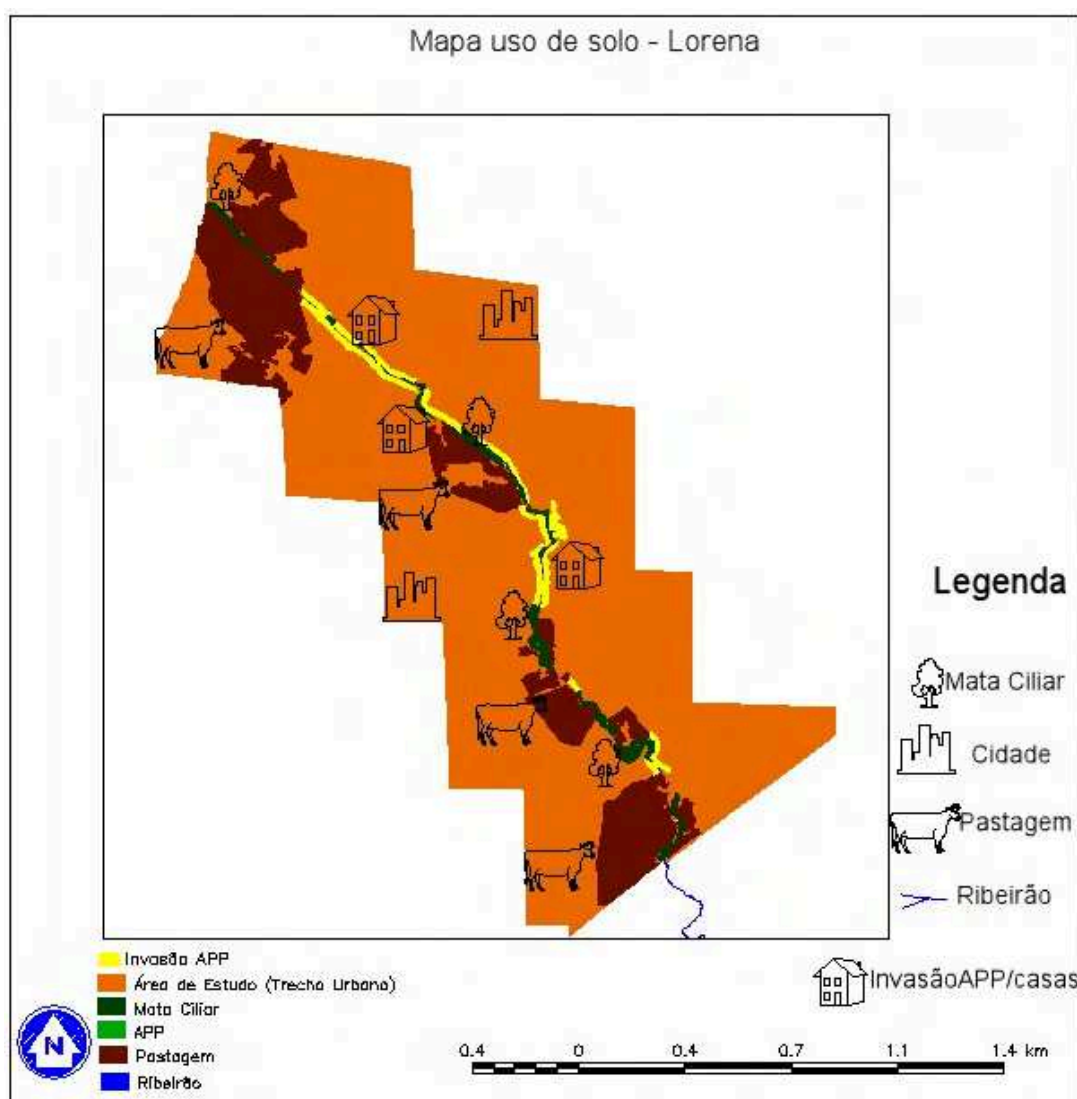 Mapa uso de solo - Lorena
Legenda
Mata Ciliar
Cidade
Pastagem
Ribeirão
InvasãoAPP/casas
Invasão APP
Área de Estudo (Trecho Urbano)
Mata Ciliar
APP
Pastagem
Ribeirão
N
0.4 0 0.4 0.7 1.1 1.4 km